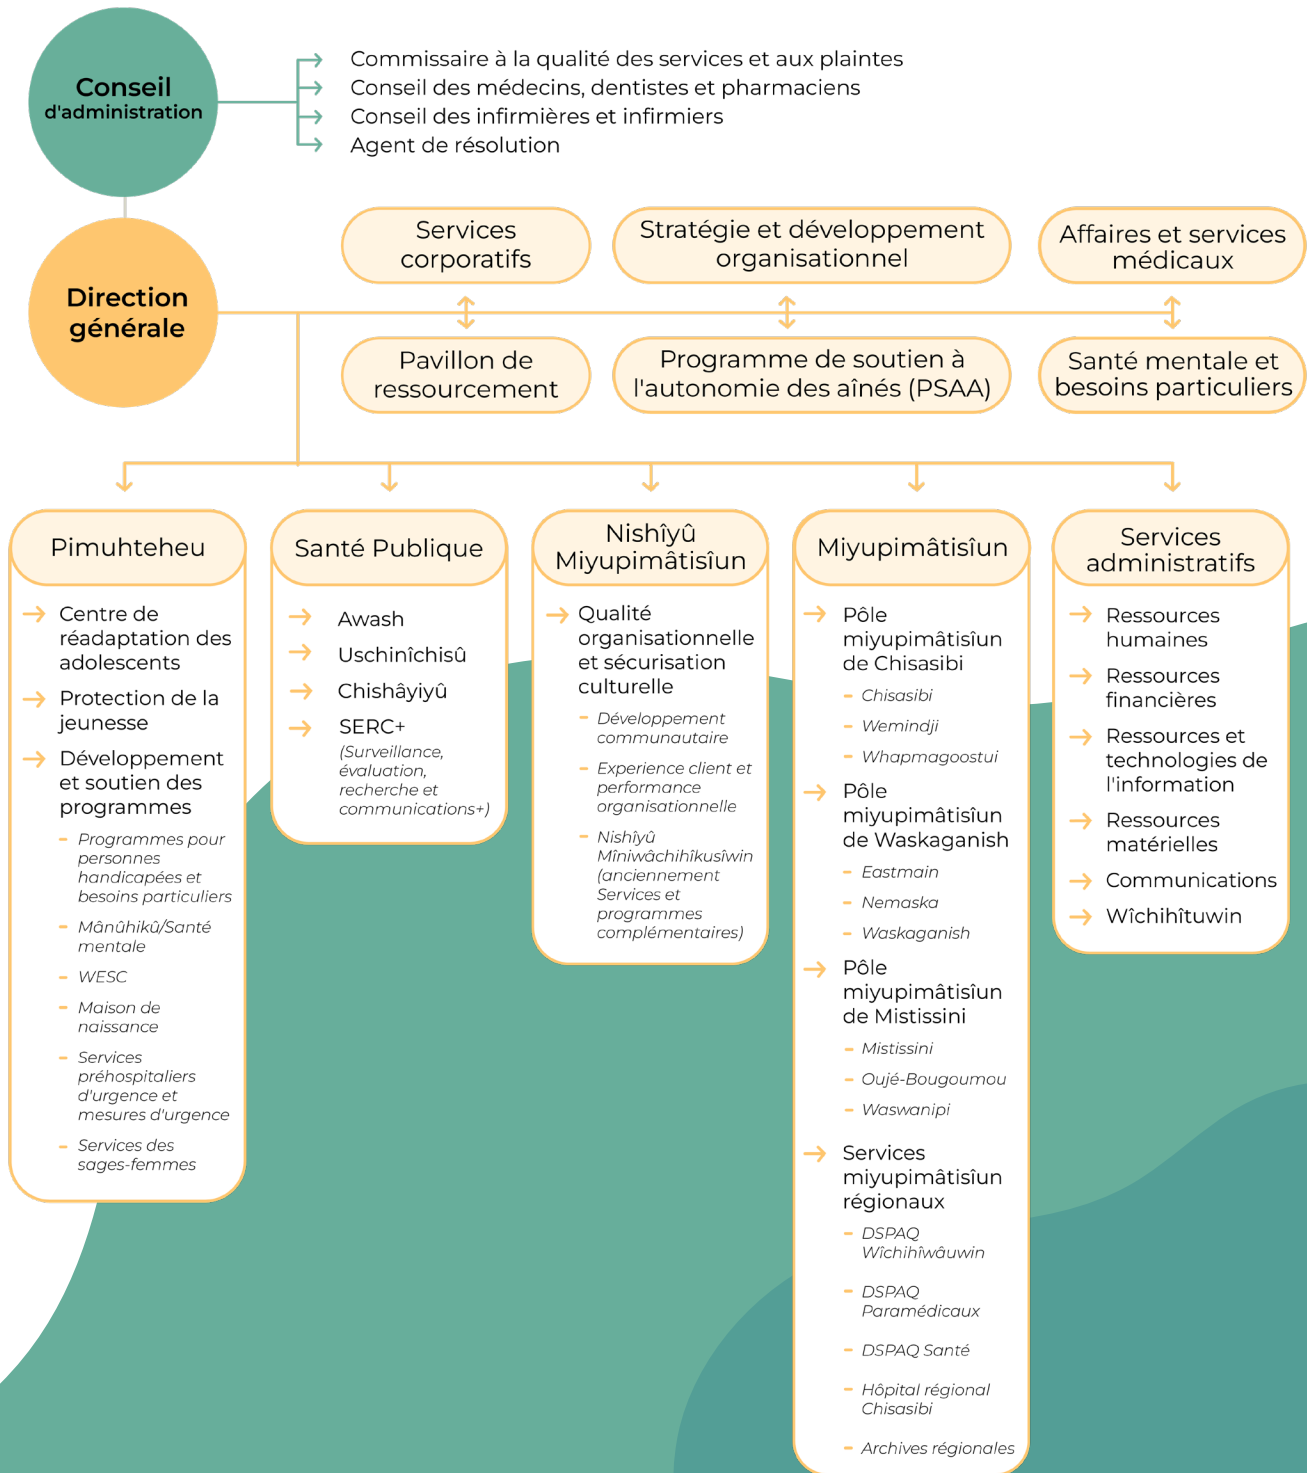 Conseil
d'administration
Commissaire à la qualité des services et aux plaintes
Conseil des médecins, dentistes et pharmaciens
Conseil des infirmières et infirmiers
Agent de résolution
Direction
générale
Services
corporatifs
Stratégie et développement
organisationnel
Affaires et services
médicaux
Pavillon de
ressourcement
Programme de soutien à
l'autonomie des aînés (PSAA)
Santé mentale et
besoins particuliers
Pimuhteheu
Centre de
réadaptation des
adolescents
Protection de la
jeunesse
Développement
et soutien des
programmes
- Programmes pour
personnes
handicapées et
besoins particuliers
- Mânûhikû/Santé
mentale
- WESC
- Maison de
naissance
- Services
préhospitaliers
d'urgence et
mesures d'urgence
- Services des
sages-femmes
Santé Publique
Awash
Uschinîchisû
Chishâyiyû
SERC+
(Surveillance,
évaluation,
recherche et
communications+)
Nishîyû
Miyupimâtisîun
Qualité
organisationnelle
et sécurisation
culturelle
- Développement
communautaire
- Experience client et
performance
organisationnelle
- Nishîyû
Mîniwâchihîkusîwin
(anciennement
Services et
programmes
complémentaires)
Miyupimâtisîun
Pôle
miyupimâtisîun
de Chisasibi
- Chisasibi
- Wemindji
- Whapmagoostui
Pôle
miyupimâtisîun
de Waskaganish
- Eastmain
- Nemaska
- Waskaganish
Pôle
miyupimâtisîun
de Mistissini
- Mistissini
- Oujé-Bougoumou
- Waswanipi
Services
miyupimâtisîun
régionaux
- DSPAQ
Wîchihîwâuwin
- DSPAQ
Paramédicaux
- DSPAQ Santé
- Hôpital régional
Chisasibi
- Archives régionales
Services
administratifs
Ressources
humaines
Ressources
financières
Ressources et
technologies de
l'information
Ressources
matérielles
Communications
Wîchihîtuwin